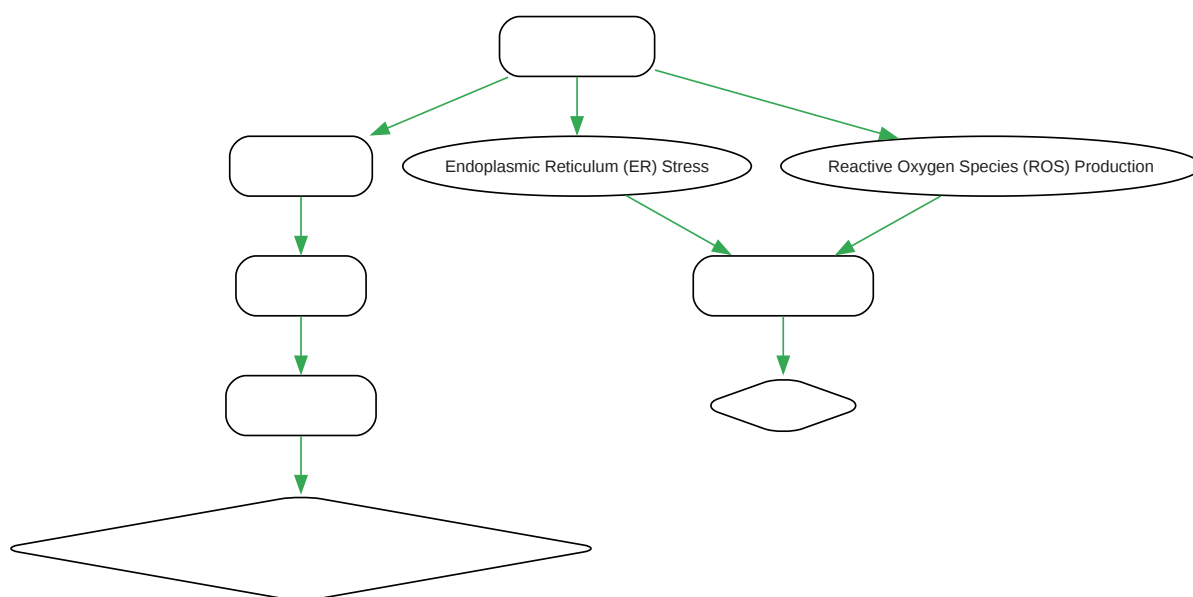 Endoplasmic Reticulum (ER) Stress
Reactive Oxygen Species (ROS) Production